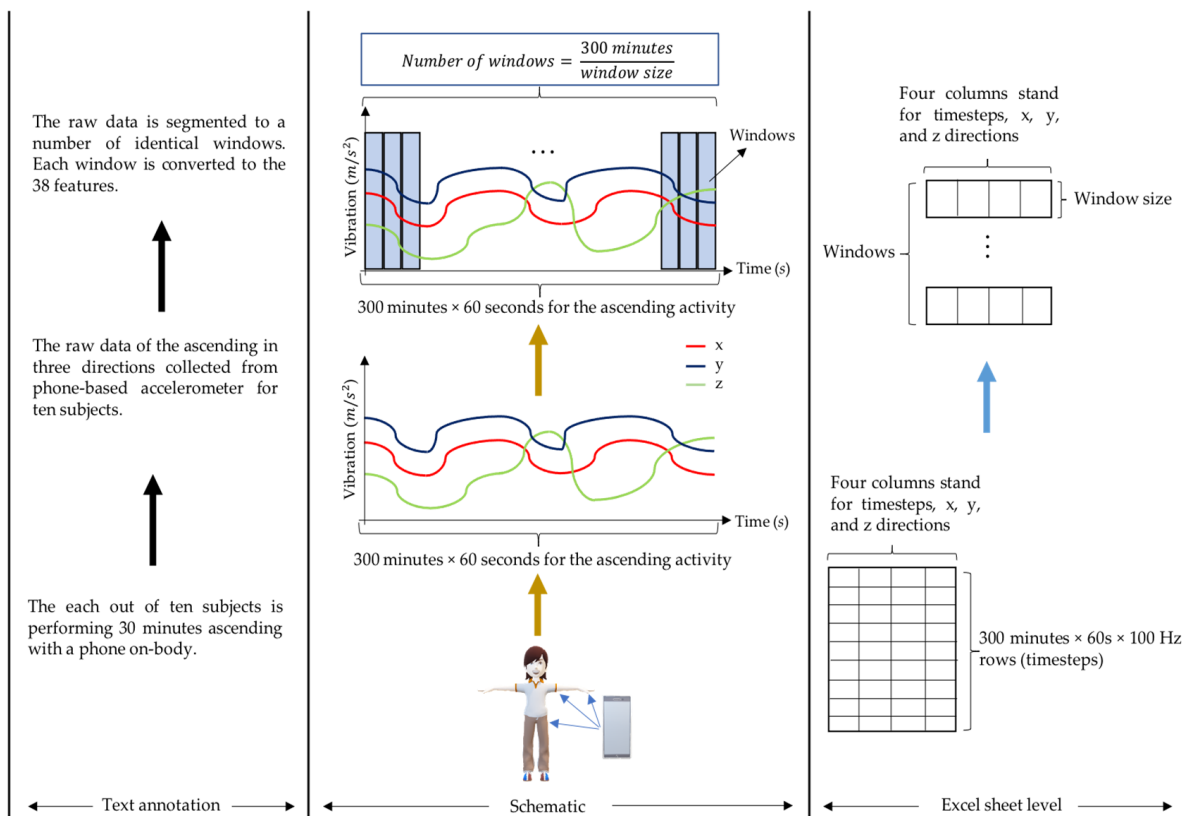 The raw data is segmented to a
number of identical windows.
Each window is converted to the
38 features.
The raw data of the ascending in
three directions collected from
phone-based accelerometer for
ten subjects.
The each out of ten subjects is
performing 30 minutes ascending
with a phone on-body.
Text annotation
Number of windows = 300 minutes / window size
Vibration (m/s²)
...
Windows
Time (s)
300 minutes × 60 seconds for the ascending activity
x
y
z
Vibration (m/s²)
Time (s)
300 minutes × 60 seconds for the ascending activity
Schematic
Four columns stand
for timesteps, x, y,
and z directions
Window size
Windows
⋮
Four columns stand
for timesteps, x, y,
and z directions
300 minutes × 60s × 100 Hz
rows (timesteps)
Excel sheet level